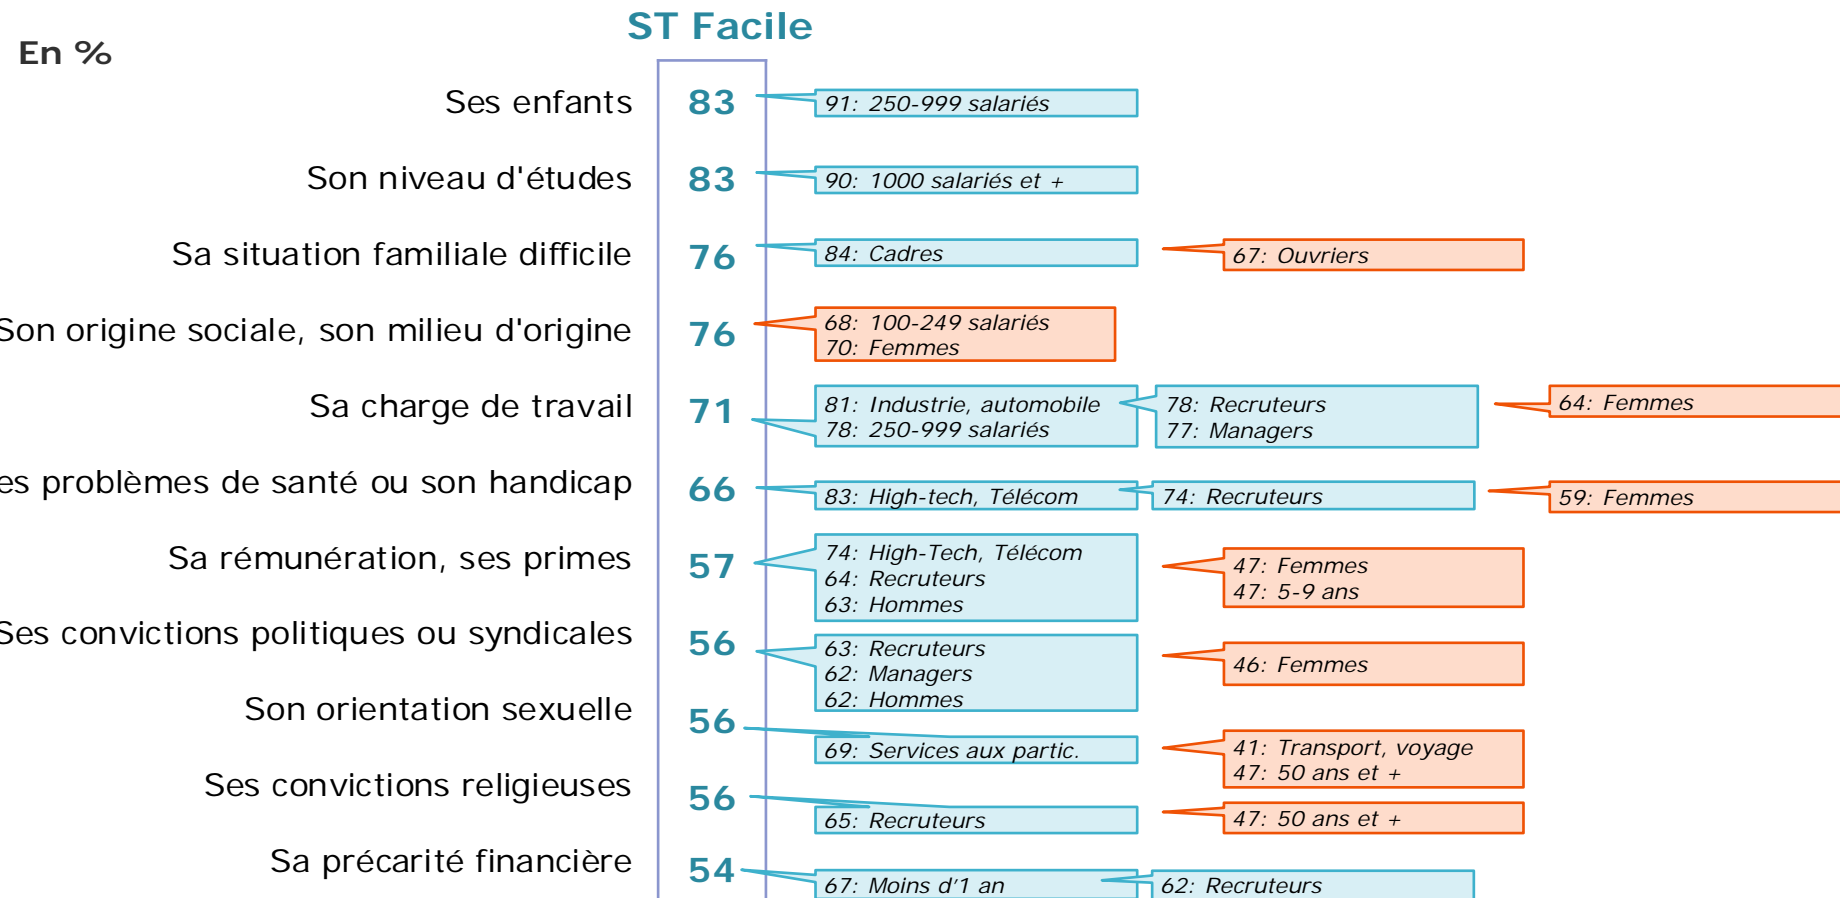 ST Facile
En %
Ses enfants 83 91: 250-999 salariés
Son niveau d'études 83 90: 1000 salariés et +
Sa situation familiale difficile 76 84: Cadres 67: Ouvriers
Son origine sociale, son milieu d'origine 76 68: 100-249 salariés
70: Femmes
Sa charge de travail 71 81: Industrie, automobile 78: Recruteurs 64: Femmes
78: 250-999 salariés 77: Managers
es problèmes de santé ou son handicap 66 83: High-tech, Télécom 74: Recruteurs 59: Femmes
Sa rémunération, ses primes 57 74: High-Tech, Télécom 47: Femmes
64: Recruteurs 47: 5-9 ans
63: Hommes
Ses convictions politiques ou syndicales 56 63: Recruteurs 46: Femmes
62: Managers
62: Hommes
Son orientation sexuelle 56 69: Services aux partic. 41: Transport, voyage
47: 50 ans et +
Ses convictions religieuses 56 65: Recruteurs 47: 50 ans et +
Sa précarité financière 54 67: Moins d'1 an 62: Recruteurs